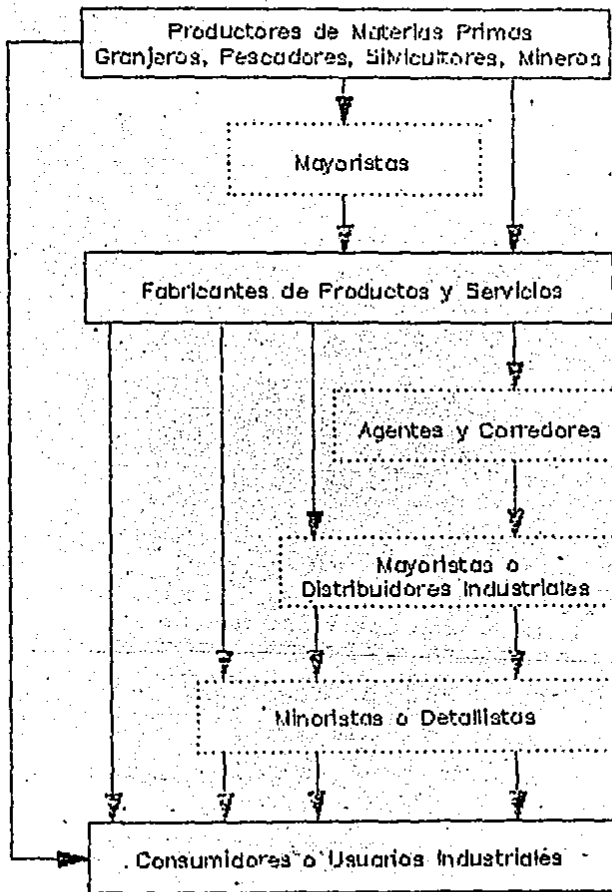 Productores de Materias Primas
Granjeros, Pescadores, Silvicultores, Mineros
Mayoristas
Fabricantes de Productos y Servicios
Agentes y Corredores
Mayoristas o
Distribuidores Industriales
Minoristas o Detallistas
Consumidores o Usuarios Industriales